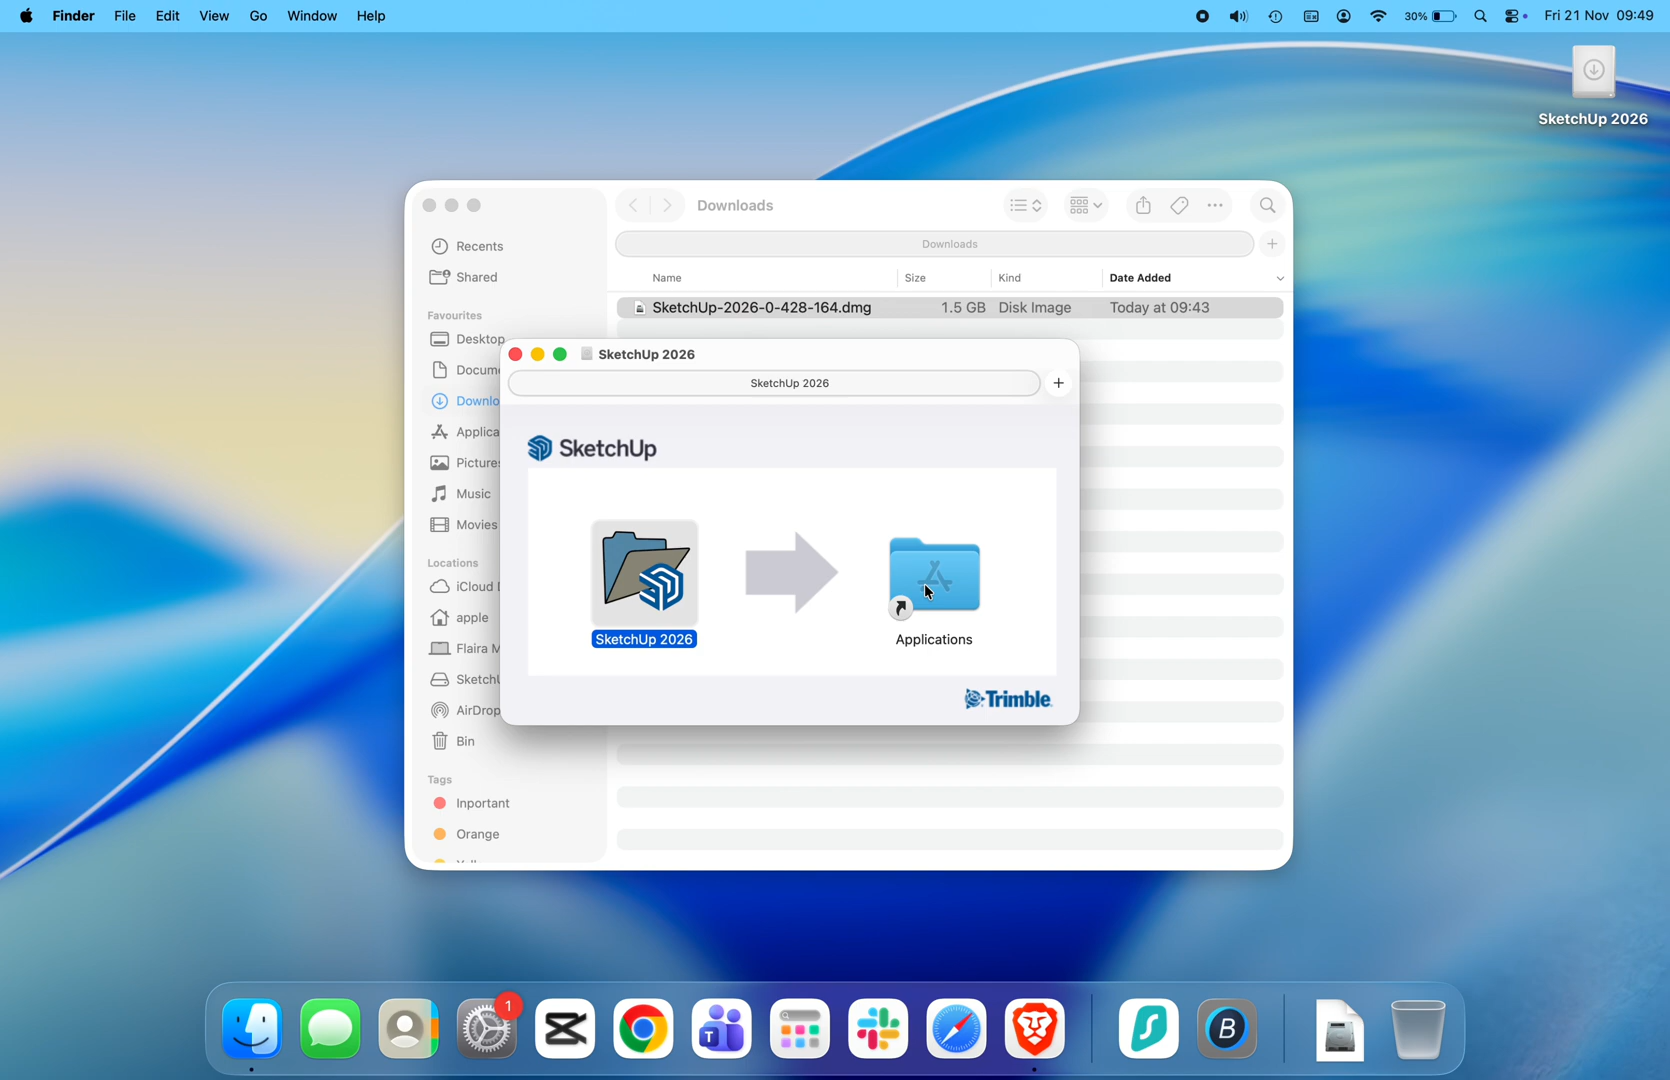 Finder File Edit View Go Window Help 30% Fri 21 Nov 09:49
SketchUp 2026
Downloads
Recents
Shared
Favourites
Desktop
Music
Movies
Locations
apple
Bin
Tags
Inportant
Orange
Downloads
Name Size Kind Date Added
SketchUp-2026-0-428-164.dmg 1.5 GB Disk Image Today at 09:43
SketchUp 2026
SketchUp 2026
SketchUp
SketchUp 2026
Applications
Trimble
1
T
B